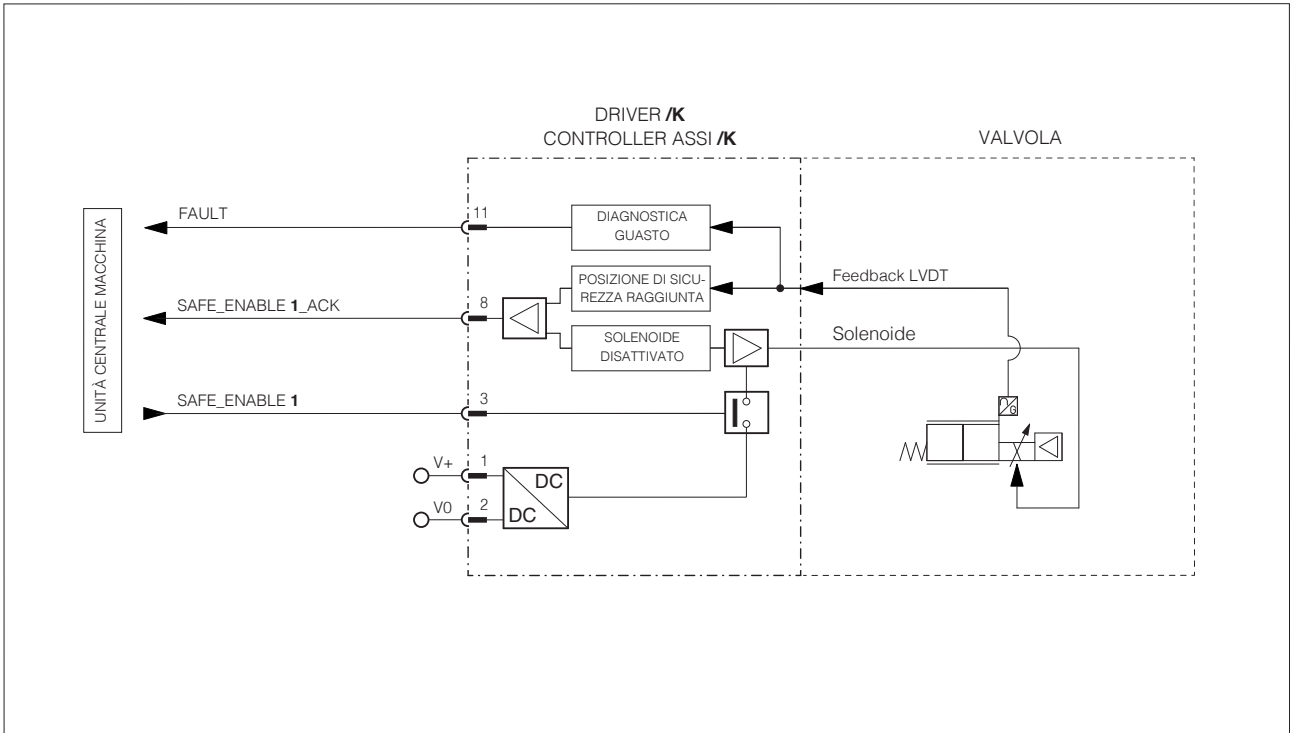 DRIVER /K
CONTROLLER ASSI /K
VALVOLA
UNITÀ CENTRALE MACCHINA
FAULT
11
DIAGNOSTICA
GUASTO
POSIZIONE DI SICU-
REZZA RAGGIUNTA
Feedback LVDT
SAFE_ENABLE 1_ACK
8
SOLENOIDE
DISATTIVATO
Solenoide
SAFE_ENABLE 1
3
V+
1
DC
DC
V0
2
G